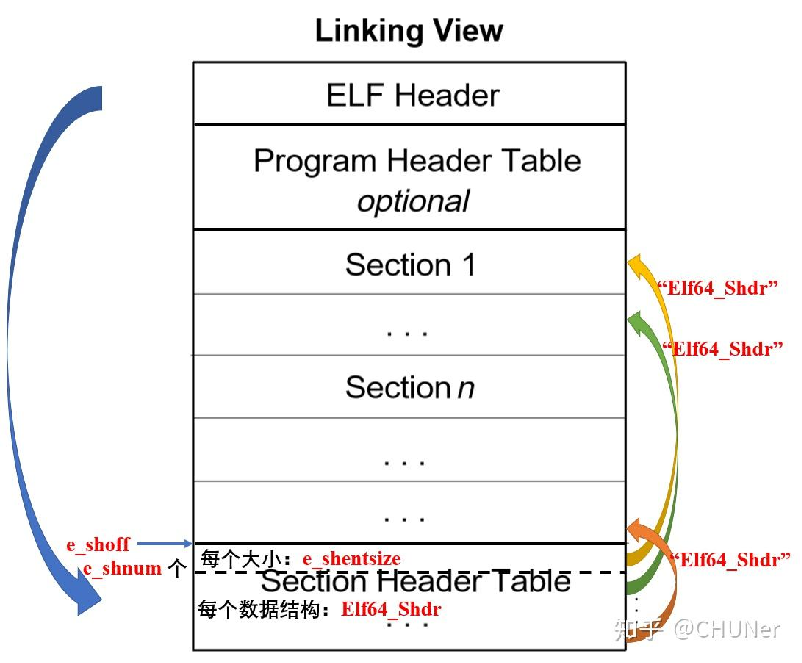 Linking View
ELF Header
Program Header Table
optional
Section 1
“Elf64_Shdr”
. . .
“Elf64_Shdr”
Section n
. . .
. . .
e_shoff
每个大小：e_shentsize
“Elf64_Shdr”
e_shnum 个
Section Header Table
每个数据结构：Elf64_Shdr
. . .
知乎 @CHUNer